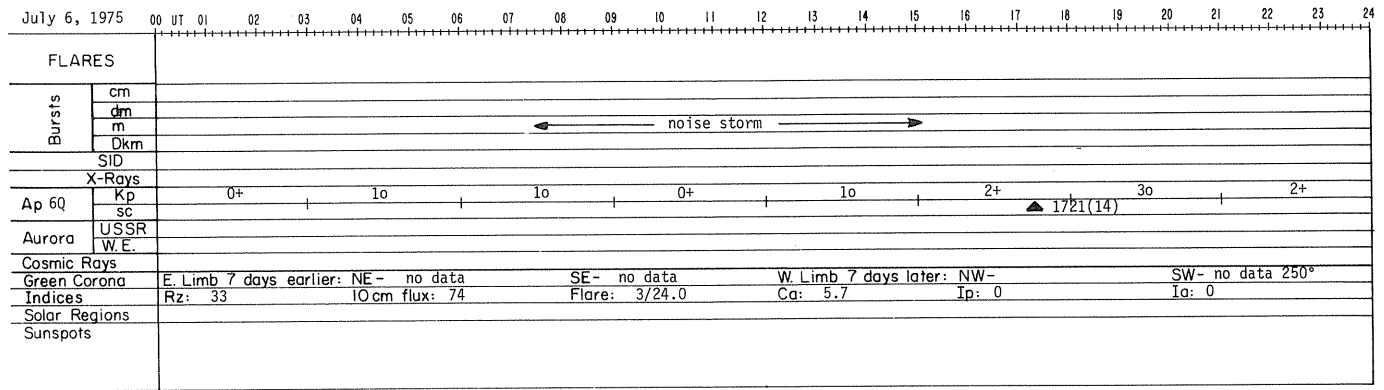 July 6, 1975 00 UT 01 02 03 04 05 06 07 08 09 10 11 12 13 14 15 16 17 18 19 20 21 22 23 24
FLARES
Bursts
cm
dm
m noise storm
Dkm
SID
X-Rays
Ap 6Q
Kp 0+ 1o 1o 0+ 1o 2+ 3o 2+
sc 1721(14)
Aurora
USSR
W.E.
Cosmic Rays
Green Corona E. Limb 7 days earlier: NE- no data SE- no data W. Limb 7 days later: NW- SW- no data 250°
Indices Rz: 33 10 cm flux: 74 Flare: 3/24.0 Ca: 5.7 Ip: 0 Ia: 0
Solar Regions
Sunspots